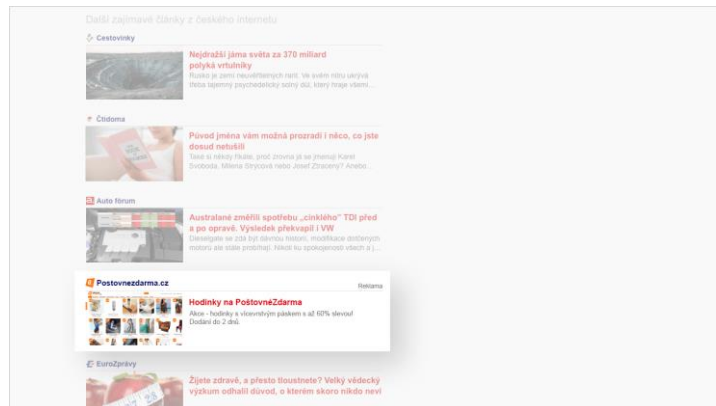 Další zajímavé články z českého internetu
Cestovinky
Nejdražší jáma světa za 370 miliard
polyká vrtulníky
Rusko je zemí neuvěřitelných rarit. Ve svém nitru ukrývá
třeba tajemný psychedelický solný důl, který hraje všemi...
Čtidoma
Původ jména vám možná prozradí i něco, co jste
dosud netušili
Také si někdy říkáte, proč zrovna já se jmenuji Karel
Svoboda, Milena Strýcová nebo Josef Ztracený? Anebo...
Auto fórum
Australané změřili spotřebu „cinklého“ TDI před
a po opravě. Výsledek překvapil i VW
Dieselgate se zdá být dávnou historií, modifikace dotčených
motorů ale stále probíhají. Nikoli ku spokojenosti všech a j...
Postovnezdarma.cz
Reklama
Hodinky na PoštovnéZdarma
Akce - hodinky s vícevrstvým páskem s až 60% slevou!
Dodání do 2 dnů.
EuroZprávy
Žijete zdravě, a přesto tloustnete? Velký vědecký
výzkum odhalil důvod, o kterém skoro nikdo neví